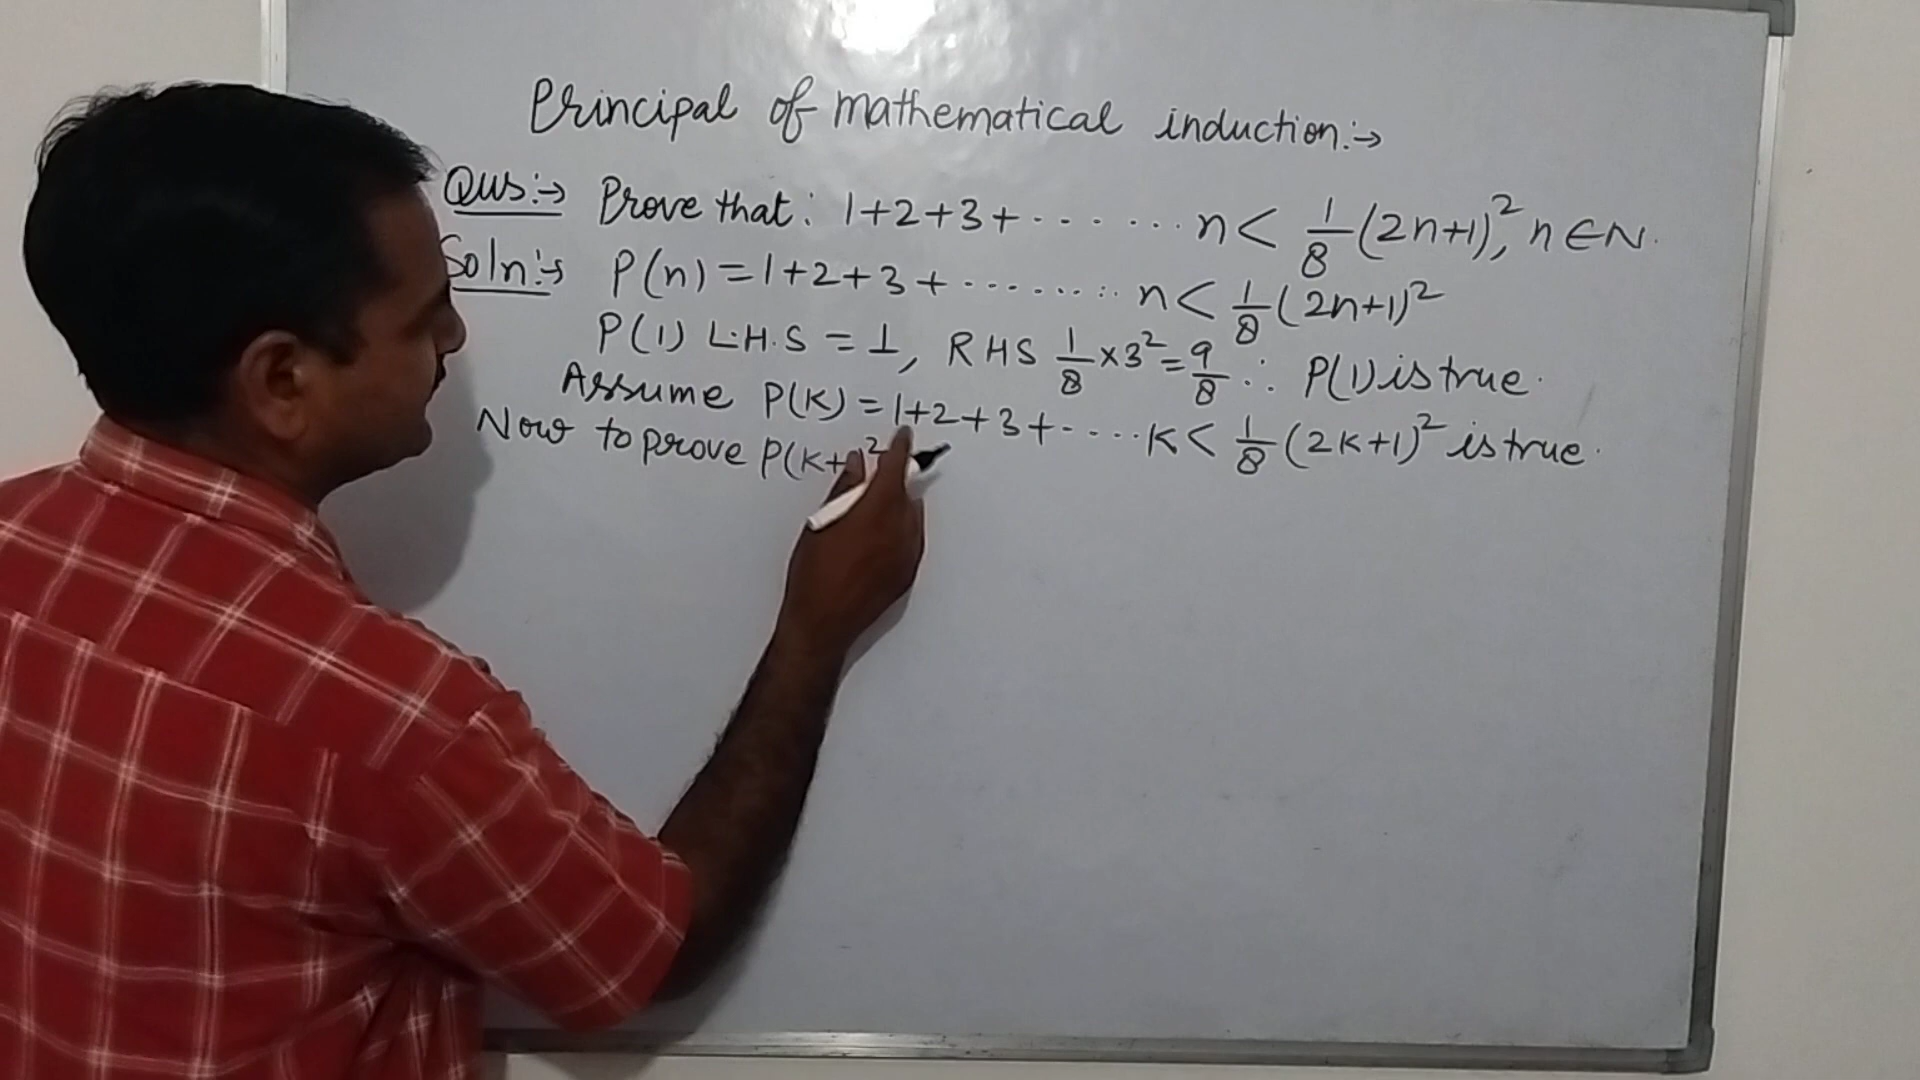 Principal of mathematical induction:→
Qus:→ Prove that: 1+2+3+.......n< 1/8 (2n+1)², n∈N.
Soln:→ P(n)=1+2+3+.........n< 1/8 (2n+1)²
P(1) L.H.S = 1, RHS 1/8 ×3²= 9/8 ∴ P(1) is true.
Assume P(K)=1+2+3+....K< 1/8 (2K+1)² is true.
Now to prove P(K+